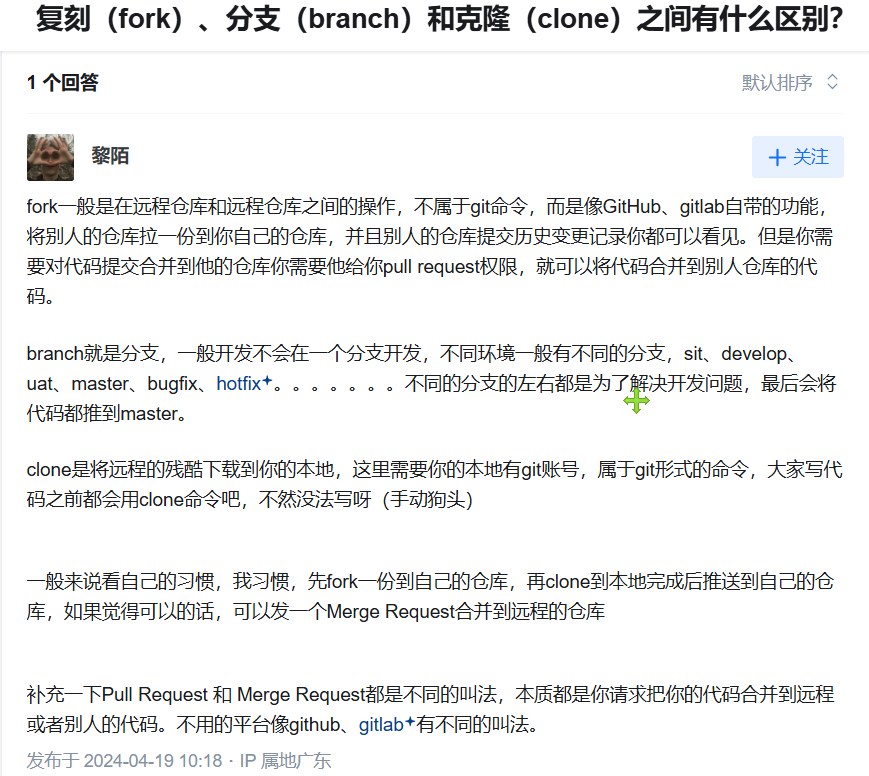 复刻（fork）、分支（branch）和克隆（clone）之间有什么区别？
1 个回答
默认排序
黎陌
关注
fork一般是在远程仓库和远程仓库之间的操作，不属于git命令，而是像GitHub、gitlab自带的功能，
将别人的仓库拉一份到你自己的仓库，并且别人的仓库提交历史变更记录你都可以看见。但是你需
要对代码提交合并到他的仓库你需要他给你pull request权限，就可以将代码合并到别人仓库的代
码。
branch就是分支，一般开发不会在一个分支开发，不同环境一般有不同的分支，sit、develop、
uat、master、bugfix、hotfix。。。。。。。不同的分支的左右都是为了解决开发问题，最后会将
代码都推到master。
clone是将远程的残酷下载到你的本地，这里需要你的本地有git账号，属于git形式的命令，大家写代
码之前都会用clone命令吧，不然没法写呀（手动狗头）
一般来说看自己的习惯，我习惯，先fork一份到自己的仓库，再clone到本地完成后推送到自己的仓
库，如果觉得可以的话，可以发一个Merge Request合并到远程的仓库
补充一下Pull Request 和 Merge Request都是不同的叫法，本质都是你请求把你的代码合并到远程
或者别人的代码。不用的平台像github、gitlab有不同的叫法。
发布于 2024-04-19 10:18 · IP 属地广东